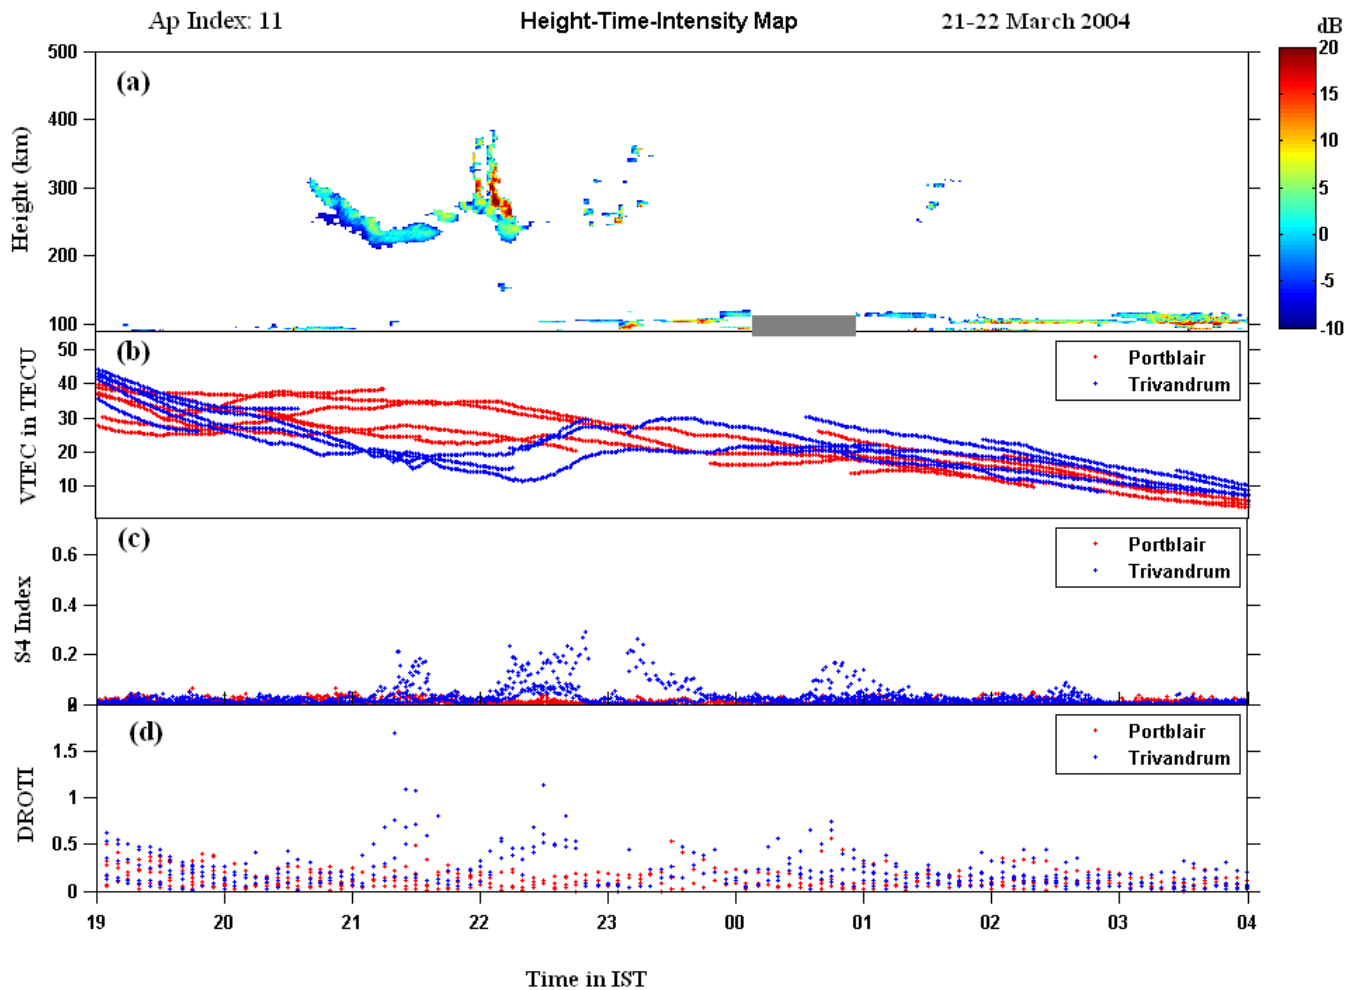 Ap Index: 11
Height-Time-Intensity Map
21-22 March 2004
dB
(a)
Height (km)
500
400
300
200
100
20
15
10
5
0
-5
-10
(b)
VTEC in TECU
50
40
30
20
10
Portblair
Trivandrum
(c)
S4 Index
0.6
0.4
0.2
0
Portblair
Trivandrum
(d)
DROTI
1.5
1
0.5
0
Portblair
Trivandrum
19 20 21 22 23 00 01 02 03 04
Time in IST